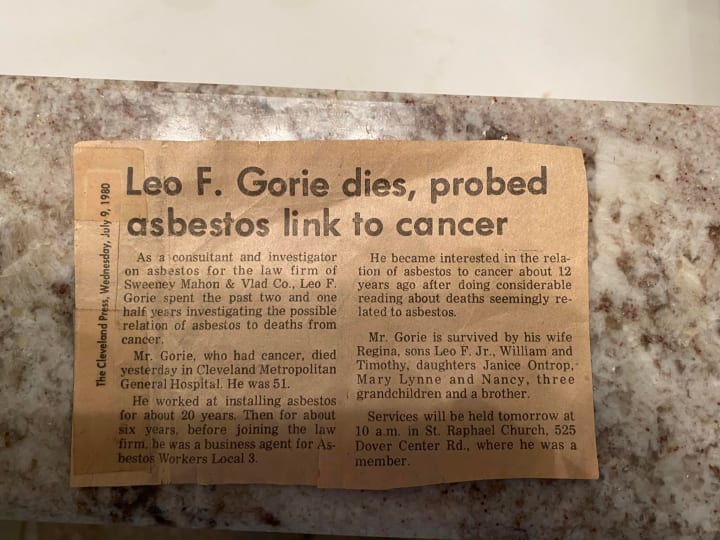 The Cleveland Press, Wednesday, July 9, 1980
Leo F. Gorie dies, probed
asbestos link to cancer
As a consultant and investigator
on asbestos for the law firm of
Sweeney Mahon & Vlad Co., Leo F.
Gorie spent the past two and one
half years investigating the possible
relation of asbestos to deaths from
cancer.
Mr. Gorie, who had cancer, died
yesterday in Cleveland Metropolitan
General Hospital. He was 51.
He worked at installing asbestos
for about 20 years. Then for about
six years, before joining the law
firm, he was a business agent for As-
bestos Workers Local 3.
He became interested in the rela-
tion of asbestos to cancer about 12
years ago after doing considerable
reading about deaths seemingly re-
lated to asbestos.
Mr. Gorie is survived by his wife
Regina, sons Leo F. Jr., William and
Timothy, daughters Janice Ontrop,
Mary Lynne and Nancy, three
grandchildren and a brother.
Services will be held tomorrow at
10 a.m. in St. Raphael Church, 525
Dover Center Rd., where he was a
member.